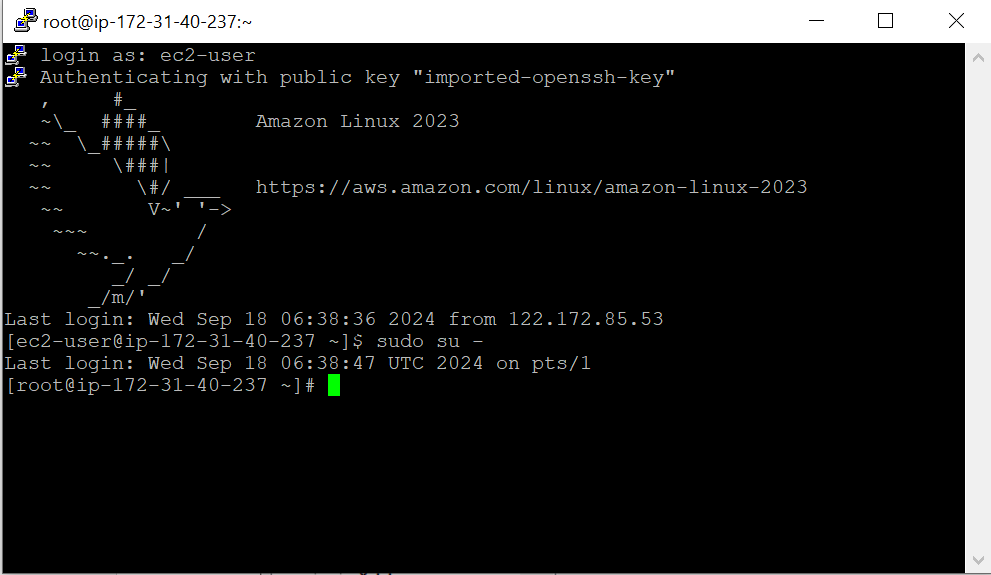 root@ip-172-31-40-237:~
login as: ec2-user
Authenticating with public key "imported-openssh-key"
   ,     #_
   ~\_  ####_        Amazon Linux 2023
  ~~  \_#####\
  ~~     \###|
  ~~       \#/ ___   https://aws.amazon.com/linux/amazon-linux-2023
   ~~       V~' '->
    ~~~         /
      ~~._.   _/
         _/ _/
       _/m/'
Last login: Wed Sep 18 06:38:36 2024 from 122.172.85.53
[ec2-user@ip-172-31-40-237 ~]$ sudo su -
Last login: Wed Sep 18 06:38:47 UTC 2024 on pts/1
[root@ip-172-31-40-237 ~]#